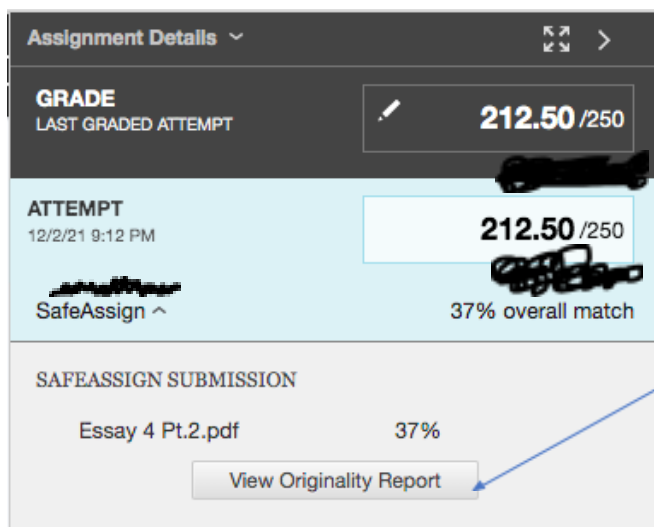 Assignment Details
GRADE
LAST GRADED ATTEMPT
212.50 /250
ATTEMPT
12/2/21 9:12 PM
212.50 /250
SafeAssign
37% overall match
SAFEASSIGN SUBMISSION
Essay 4 Pt.2.pdf 37%
View Originality Report